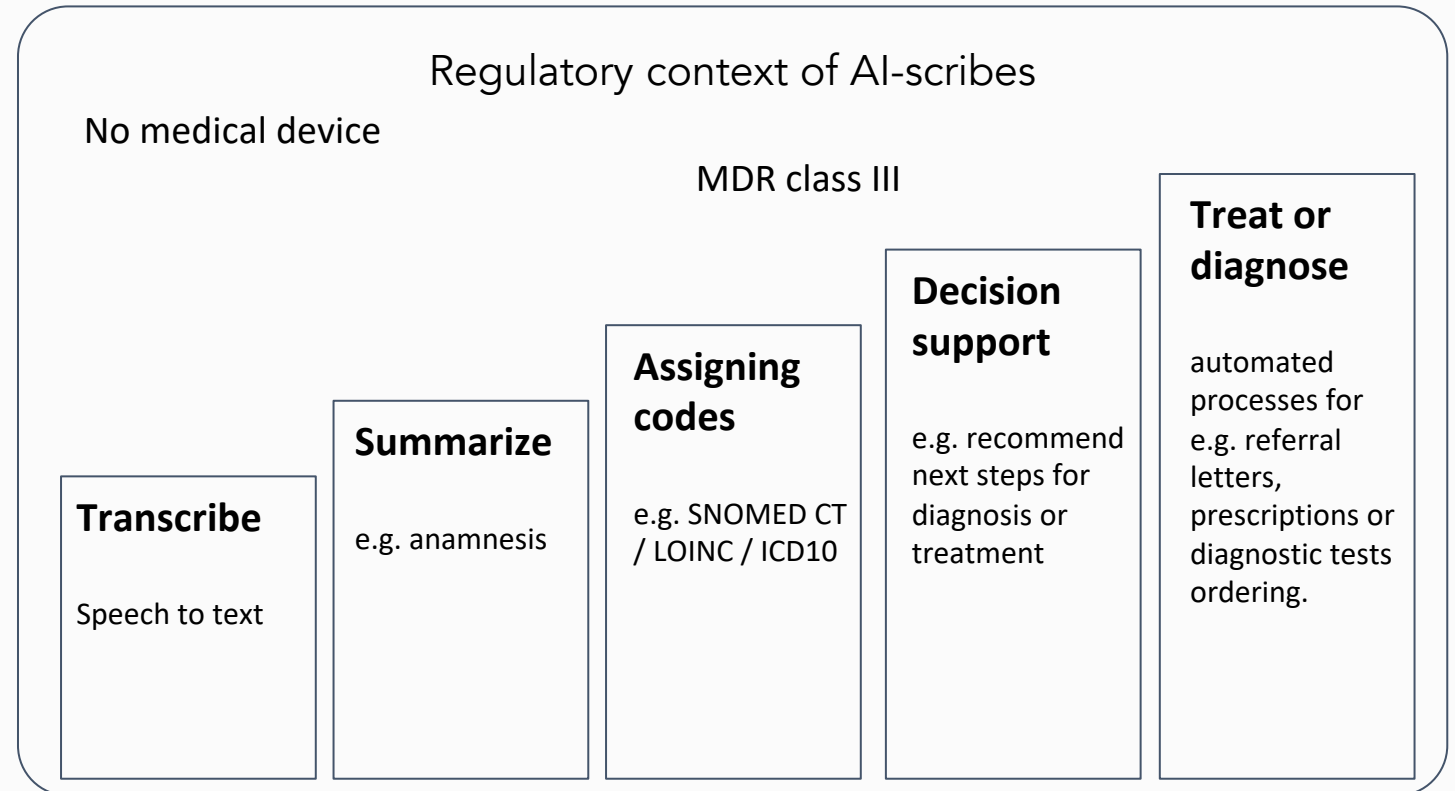 Regulatory context of AI-scribes
No medical device
MDR class III
Transcribe
Speech to text
Summarize
e.g. anamnesis
Assigning
codes
e.g. SNOMED CT
/ LOINC / ICD10
Decision
support
e.g. recommend
next steps for
diagnosis or
treatment
Treat or
diagnose
automated
processes for
e.g. referral
letters,
prescriptions or
diagnostic tests
ordering.